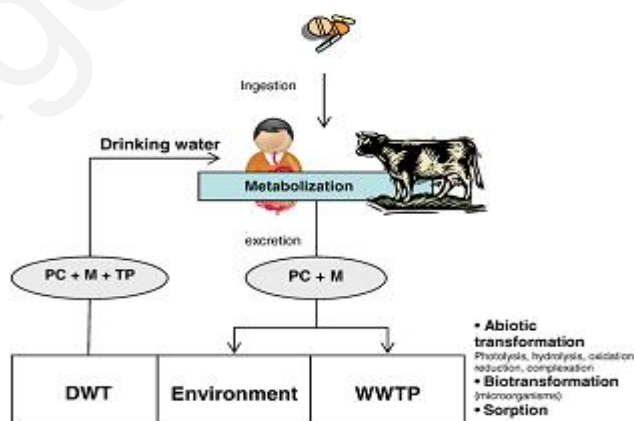 Ingestion
Drinking water
Metabolization
excretion
PC + M + TP
PC + M
• Abiotic
transformation
Photolysis, hydrolysis, oxidation
reduction, complexation
• Biotransformation
(microorganisms)
• Sorption
DWT
Environment
WWTP